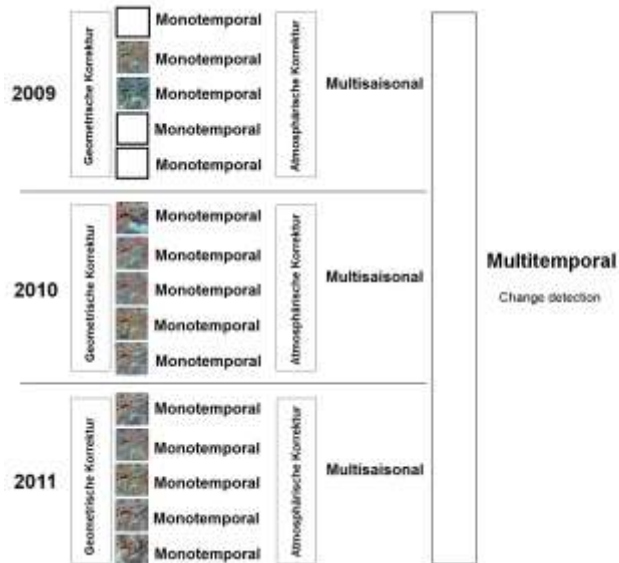 2009
Geometrische Korrektur
Monotemporal
Monotemporal
Monotemporal
Monotemporal
Monotemporal
Atmosphärische Korrektur
Multisaisonal
2010
Geometrische Korrektur
Monotemporal
Monotemporal
Monotemporal
Monotemporal
Monotemporal
Atmosphärische Korrektur
Multisaisonal
2011
Geometrische Korrektur
Monotemporal
Monotemporal
Monotemporal
Monotemporal
Monotemporal
Atmosphärische Korrektur
Multisaisonal
Multitemporal
Change detection